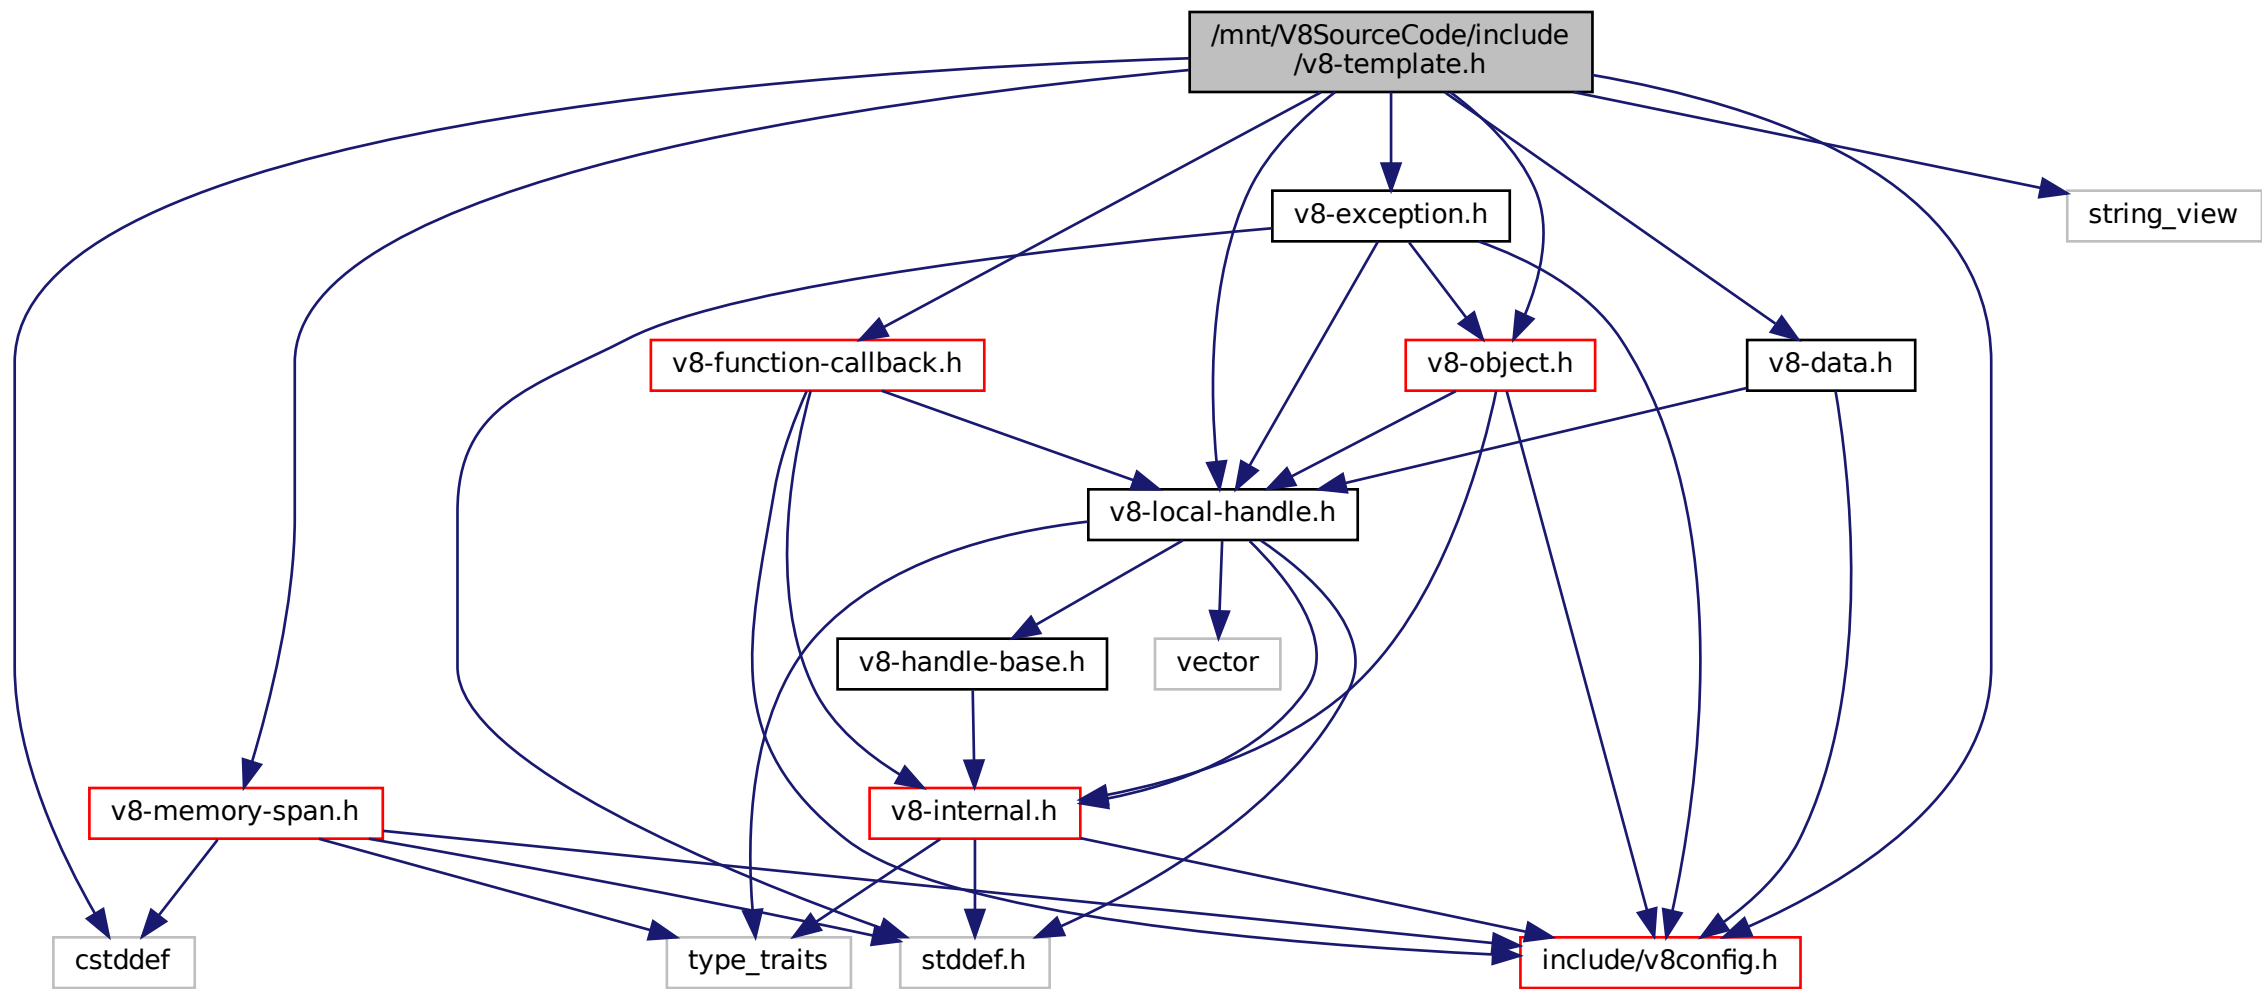 /mnt/V8SourceCode/include
/v8-template.h
v8-exception.h
string_view
v8-function-callback.h
v8-object.h
v8-data.h
v8-local-handle.h
v8-handle-base.h
vector
v8-memory-span.h
v8-internal.h
cstddef
type_traits
stddef.h
include/v8config.h